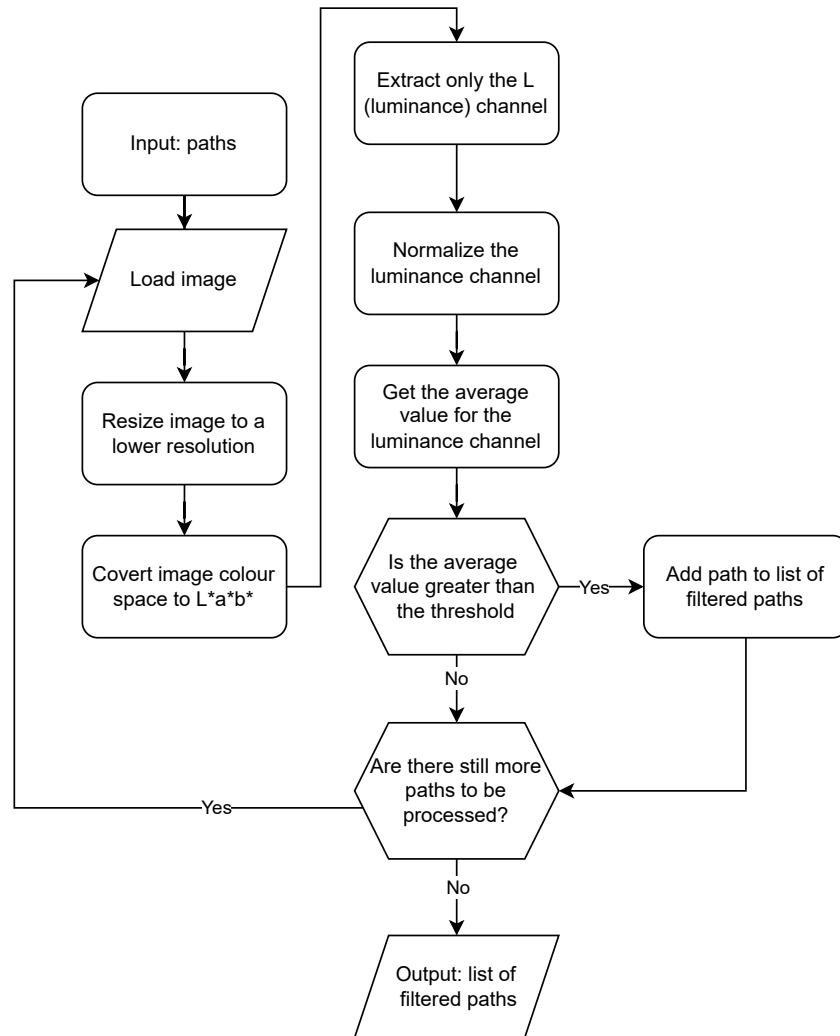 Input: paths
Load image
Resize image to a
lower resolution
Covert image colour
space to L*a*b*
Extract only the L
(luminance) channel
Normalize the
luminance channel
Get the average
value for the
luminance channel
Is the average
value greater than
the threshold
Yes
Add path to list of
filtered paths
No
Are there still more
paths to be
processed?
Yes
No
Output: list of
filtered paths